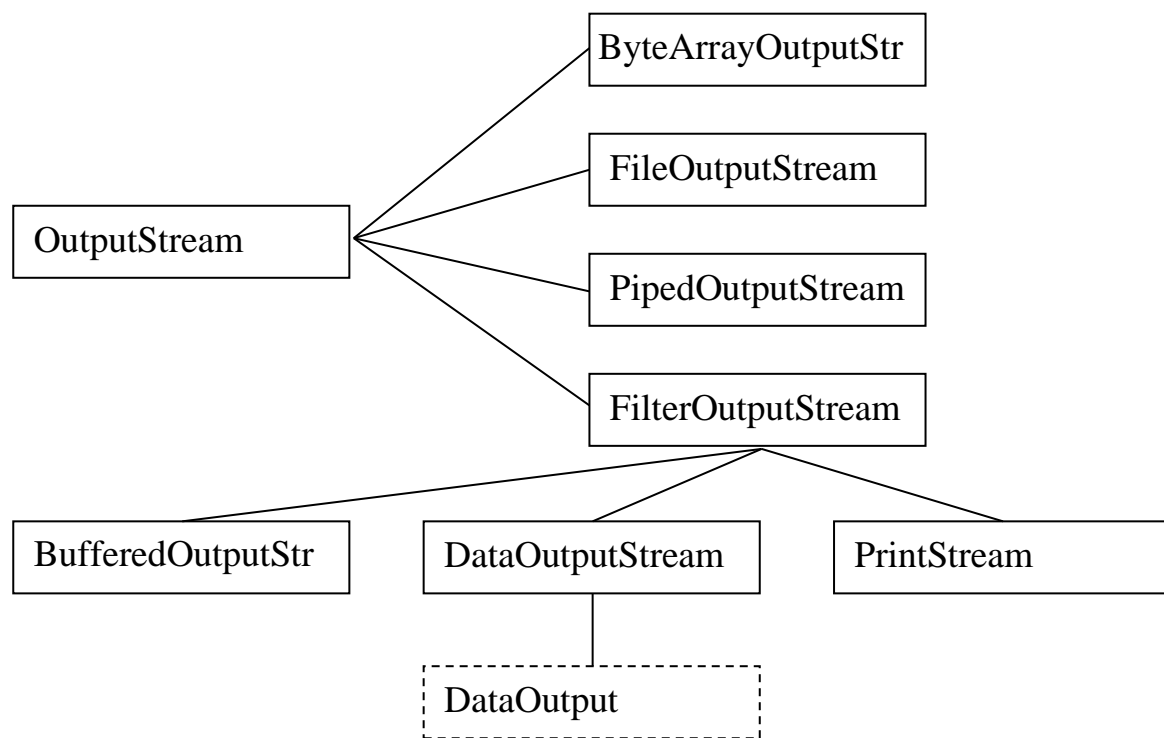 ByteArrayOutputStr
FileOutputStream
OutputStream
PipedOutputStream
FilterOutputStream
BufferedOutputStr
DataOutputStream
PrintStream
DataOutput